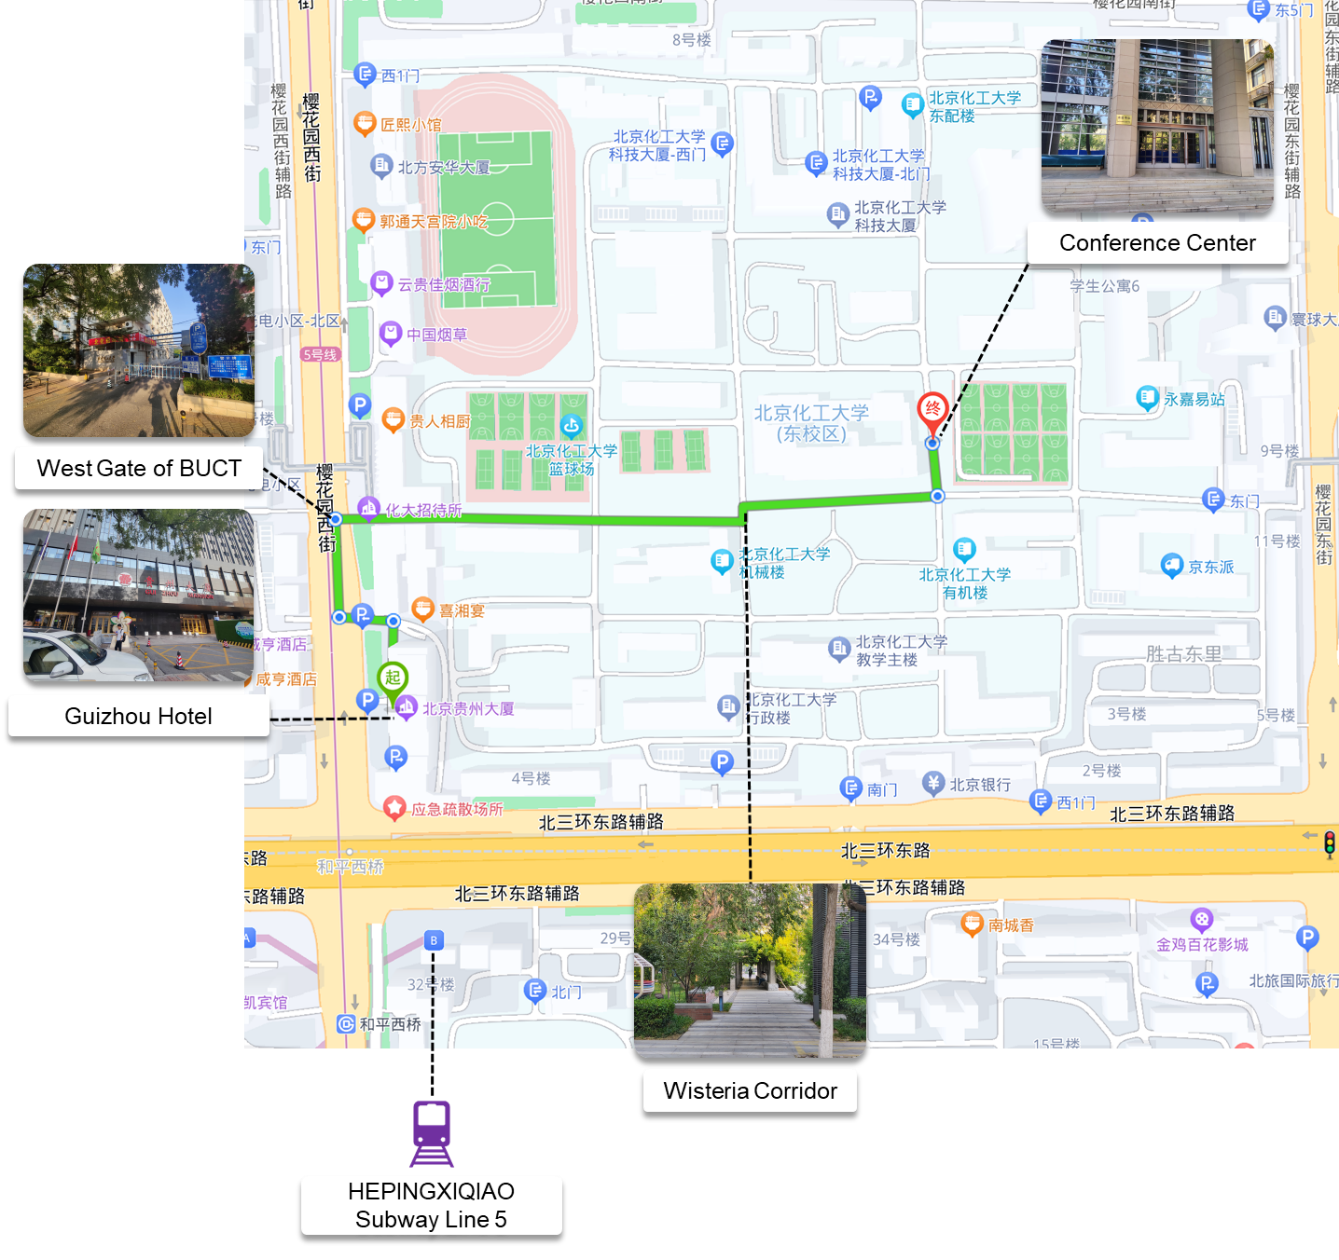 樱花园南街
樱花园南街
东5门
街
8号楼
西1门
樱花园西街辅路
樱花园西街
匠熙小馆
北方安华大厦
郭通天宫院小吃
东门
云贵佳烟酒行
中国烟草
电小区-北区
5号线
贵人相厨
号楼
电小区
北京化工大学
科技大厦-西门
北京化工大学
科技大厦-北门
北京化工大学
东配楼
北京化工大学
科技大厦
樱花园东街辅路
花园东街辅路
Conference Center
学生公寓6
寰球大
永嘉易站
9号楼
东门
11号楼
京东派
樱花园东街
West Gate of BUCT
北京化工大学
篮球场
北京化工大学
(东校区)
终
化大招待所
樱花园西街
北京化工大学
机械楼
北京化工大学
有机楼
喜湘宴
咸亨酒店
咸亨酒店
起
北京贵州大厦
Guizhou Hotel
北京化工大学
教学主楼
北京化工大学
行政楼
胜古东里
3号楼
5号楼
2号楼
4号楼
南门
北京银行
西1门
应急疏散场所
北三环东路辅路
北三环东路辅路
北三环东路
东路
和平西桥
东路辅路
北三环东路辅路
北三环东路辅路
A
B
29号
34号楼
南城香
金鸡百花影城
北旅国际旅行
32号楼
北门
凯宾馆
和平西桥
15号楼
Wisteria Corridor
HEPINGXIQIAO
Subway Line 5